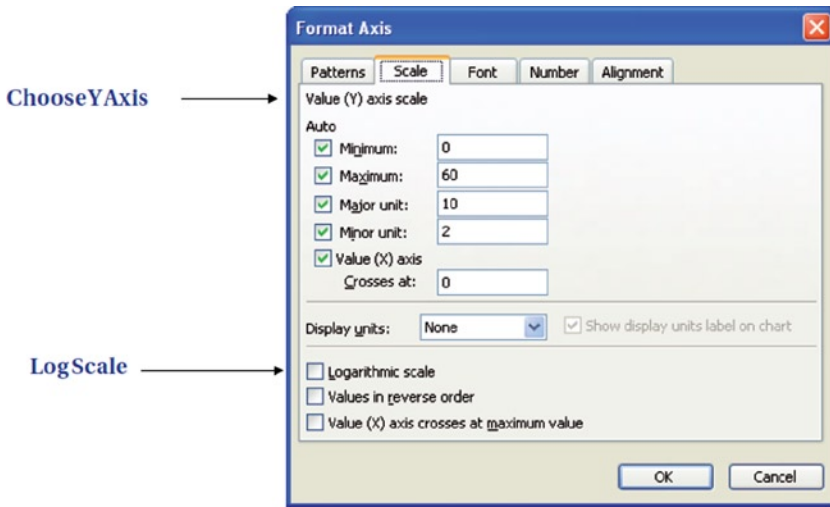 Format Axis
Patterns Scale Font Number Alignment
ChooseYAxis
Value (Y) axis scale
Auto
Minimum: 0
Maximum: 60
Major unit: 10
Minor unit: 2
Value (X) axis
Crosses at: 0
Display units: None Show display units label on chart
LogScale
Logarithmic scale
Values in reverse order
Value (X) axis crosses at maximum value
OK Cancel